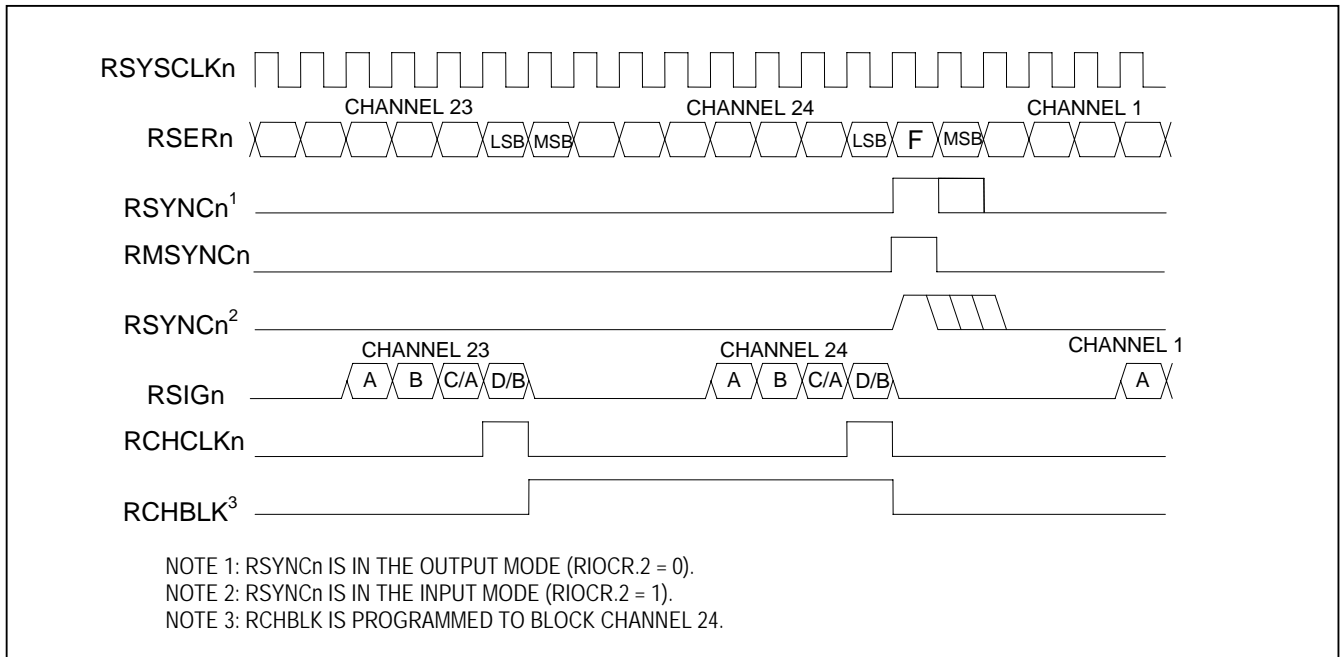 RSYSCLKn
CHANNEL 23 CHANNEL 24 CHANNEL 1
RSERn LSB MSB LSB F MSB
RSYNCn1
RMSYNCn
RSYNCn2
CHANNEL 23 CHANNEL 24 CHANNEL 1
RSIGn A B C/A D/B A B C/A D/B A
RCHCLKn
RCHBLK3
NOTE 1: RSYNCn IS IN THE OUTPUT MODE (RIOCR.2 = 0).
NOTE 2: RSYNCn IS IN THE INPUT MODE (RIOCR.2 = 1).
NOTE 3: RCHBLK IS PROGRAMMED TO BLOCK CHANNEL 24.